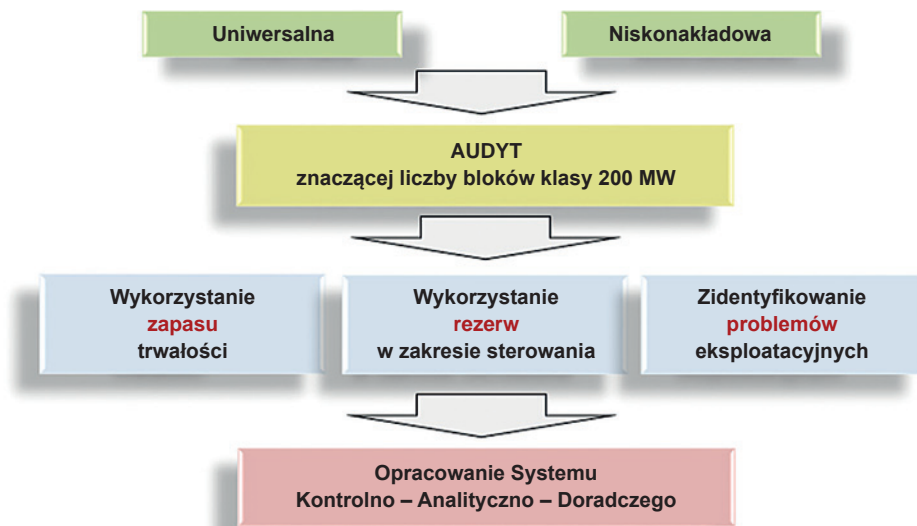 Uniwersalna
Niskonakładowa
AUDYT
znaczącej liczby bloków klasy 200 MW
Wykorzystanie
zapasu
trwałości
Wykorzystanie
rezerw
w zakresie sterowania
Zidentyfikowanie
problemów
eksploatacyjnych
Opracowanie Systemu
Kontrolno – Analityczno – Doradczego